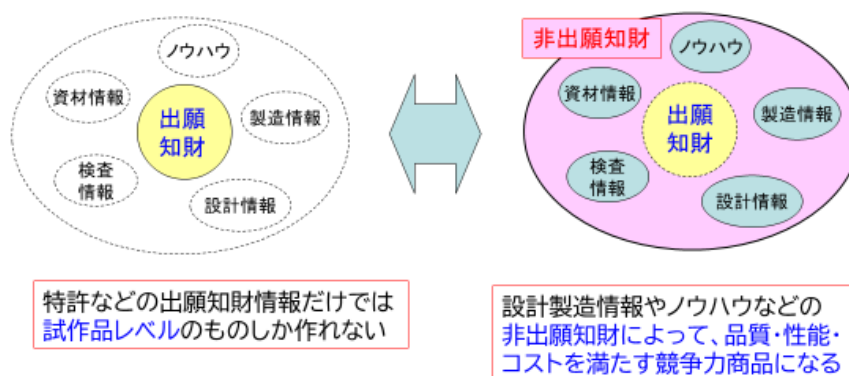 ノウハウ
資材情報
出願
知財
製造情報
検査
情報
設計情報
特許などの出願知財情報だけでは
試作品レベルのものしか作れない
非出願知財
ノウハウ
資材情報
出願
知財
製造情報
検査
情報
設計情報
設計製造情報やノウハウなどの
非出願知財によって、品質・性能・
コストを満たす競争力商品になる